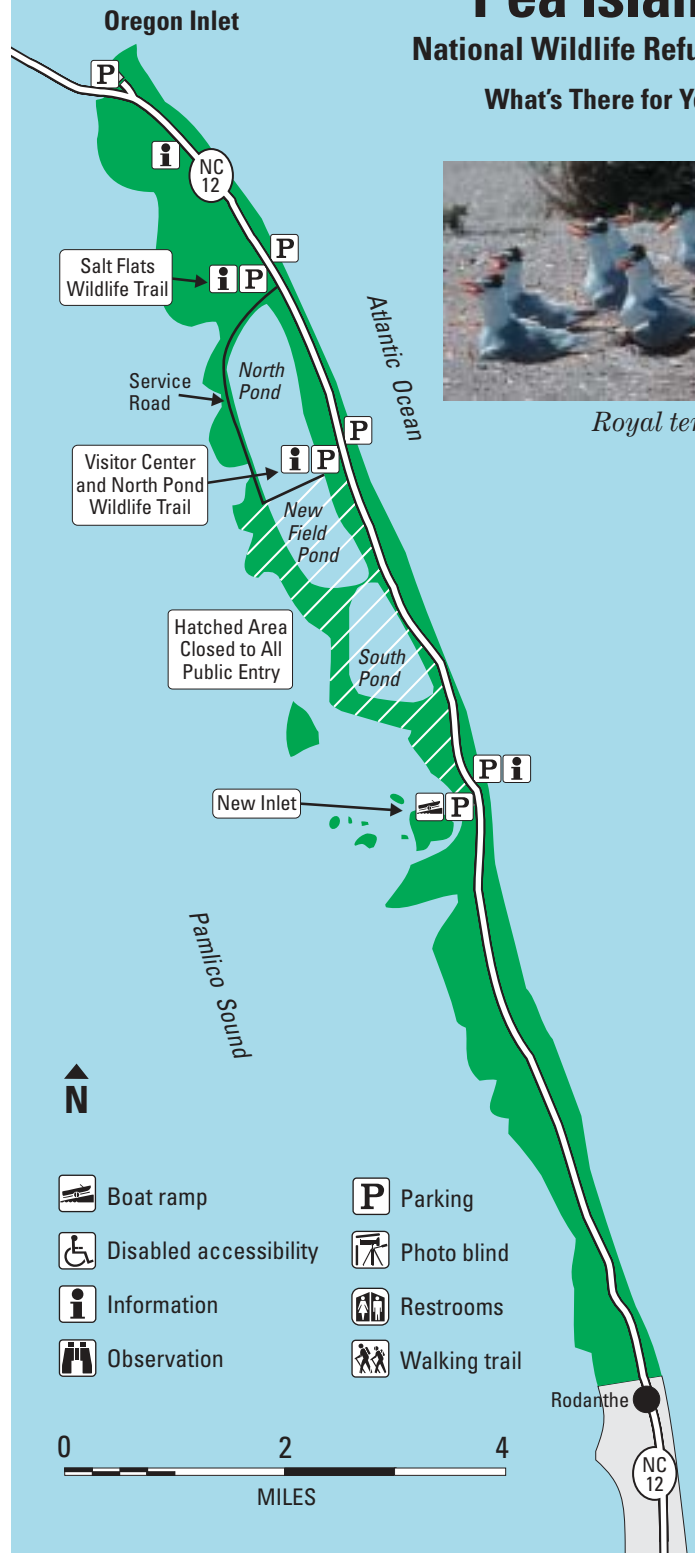 Oregon Inlet
National Wildlife
What's There for
P
i
NC
12
P
Salt Flats
Wildlife Trail
i P
Atlantic Ocean
North
Pond
Service
Road
Royal
P
Visitor Center
and North Pond
Wildlife Trail
i P
New
Field
Pond
Hatched Area
Closed to All
Public Entry
South
Pond
P i
New Inlet
P
Pamlico Sound
N
Boat ramp
Disabled accessibility
i Information
Observation
P Parking
Photo blind
Restrooms
Walking trail
Rodanthe
0 2 4
MILES
NC
12